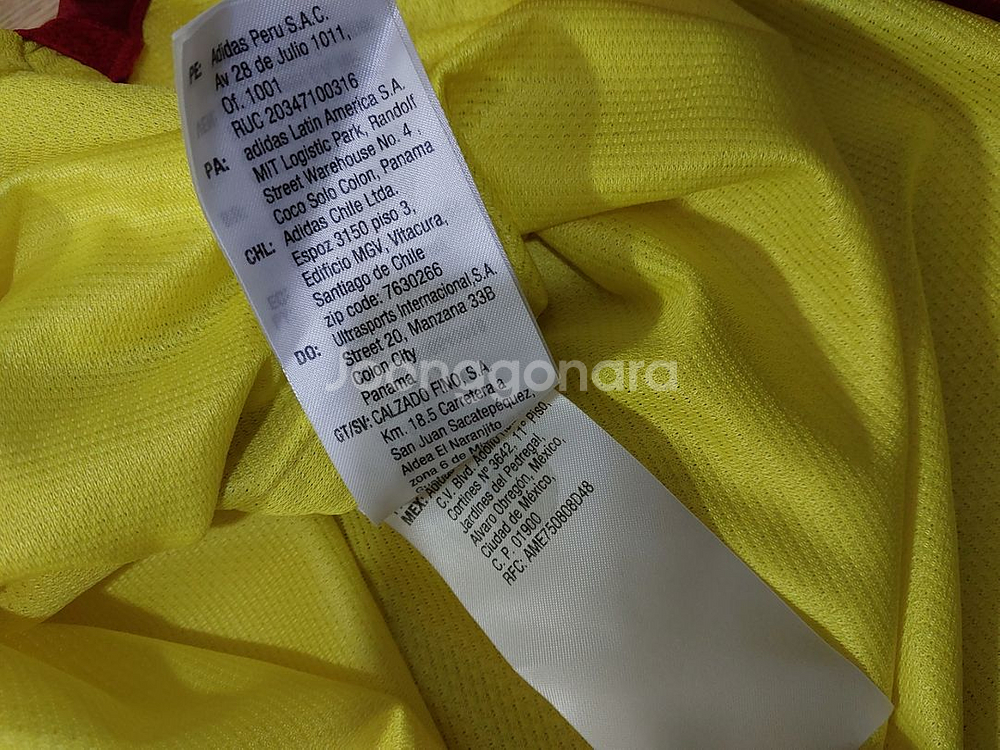 PE: Adidas Peru S.A.C.
Av 28 de Julio 1011,
Of. 1001
RUC 20347100316
PA: adidas Latin America S.A.
MIT Logistic Park, Randolf
Street Warehouse No. 4 ,
Coco Solo Colon, Panama
CHL: Adidas Chile Ltda.
Espoz 3150 piso 3,
Edificio MGV, Vitacura,
Santiago de Chile
zip code: 7630266
DO: Ultrasports Internacional,S.A.
Street 20, Manzana 33B
Colon City
Panama
GT/SV: CALZADO FINO, S.A
Km. 18.5 Carretera a
San Juan Sacatepéquez,
Aldea El Naranjito
zona 6 de
MEX:
C.V. Blvd. Adolfo
Cortines N° 3642, 11° Piso,
Jardines del Pedregal,
Alvaro Obregón, México,
Ciudad de México,
C. P. 01900
RFC: AME750808D48
Joanagonara